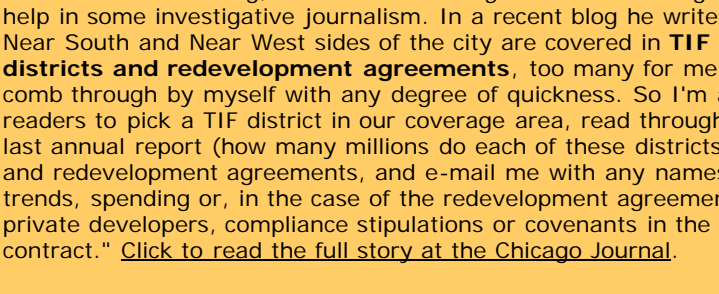 help in some investigative journalism. In a recent blog he write
Near South and Near West sides of the city are covered in TIF
districts and redevelopment agreements, too many for me
comb through by myself with any degree of quickness. So I'm a
readers to pick a TIF district in our coverage area, read through
last annual report (how many millions do each of these districts
and redevelopment agreements, and e-mail me with any names
trends, spending or, in the case of the redevelopment agreemen
private developers, compliance stipulations or covenants in the
contract." Click to read the full story at the Chicago Journal.